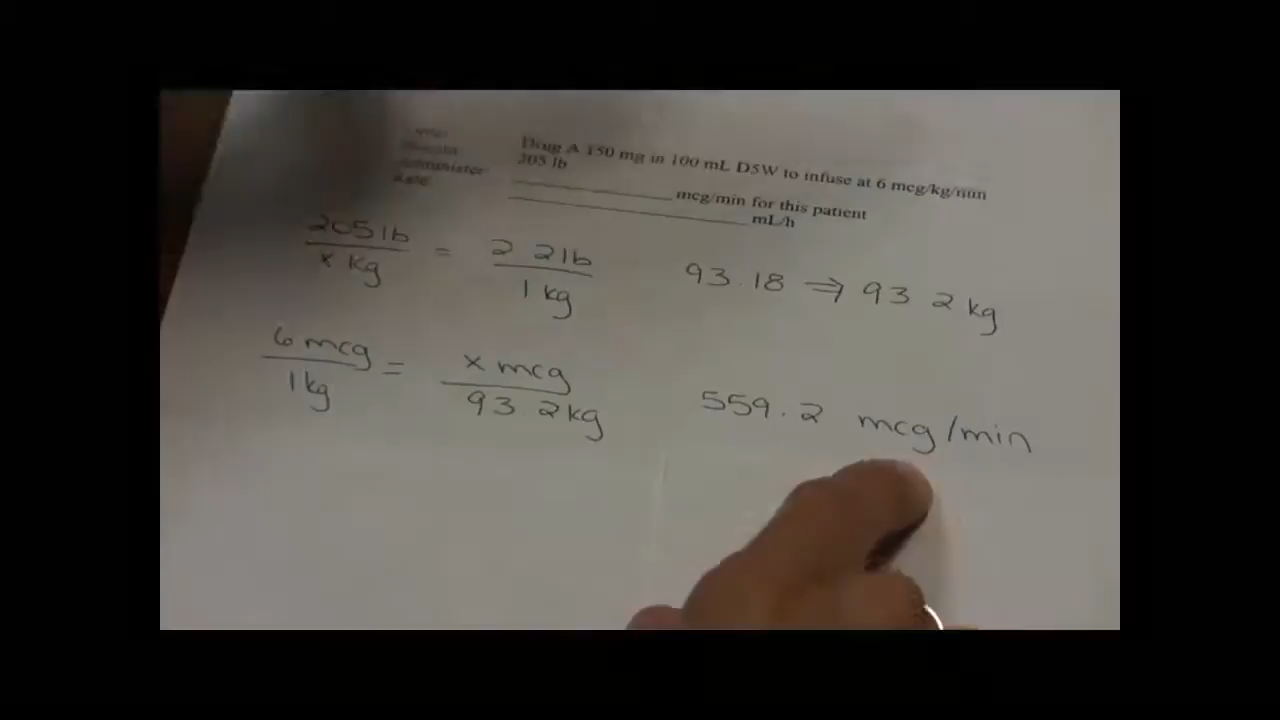 Drug A 150 mg in 100 mL D5W to infuse at 6 mcg/kg/min
205 lb
mcg/min for this patient
mL/h
205 lb / x kg = 2 2 lb / 1 kg 93.18 ⇒ 93 2 kg
6 mcg / 1 kg = x mcg / 93 2 kg 559.2 mcg/min